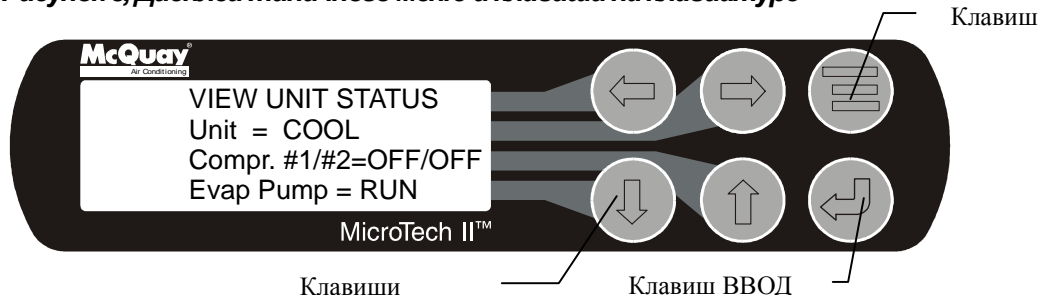 Клавиш
McQuay
Air Conditioning
VIEW UNIT STATUS
Unit = COOL
Compr. #1/#2=OFF/OFF
Evap Pump = RUN
MicroTech II™
Клавиши
Клавиш ВВОД